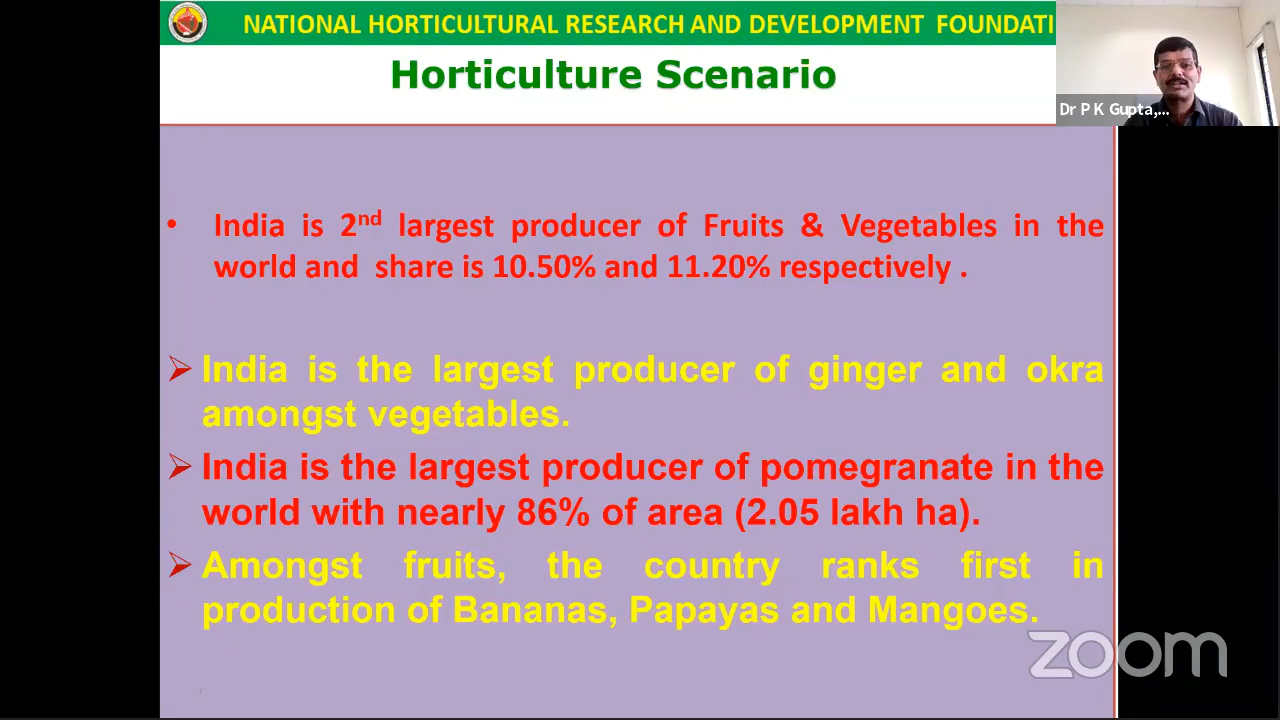 NATIONAL HORTICULTURAL RESEARCH AND DEVELOPMENT FOUNDATI
Horticulture Scenario
Dr P K Gupta,...
• India is 2nd largest producer of Fruits & Vegetables in the
world and share is 10.50% and 11.20% respectively .
➢ India is the largest producer of ginger and okra
amongst vegetables.
➢ India is the largest producer of pomegranate in the
world with nearly 86% of area (2.05 lakh ha).
➢ Amongst fruits, the country ranks first in
production of Bananas, Papayas and Mangoes.
zoom